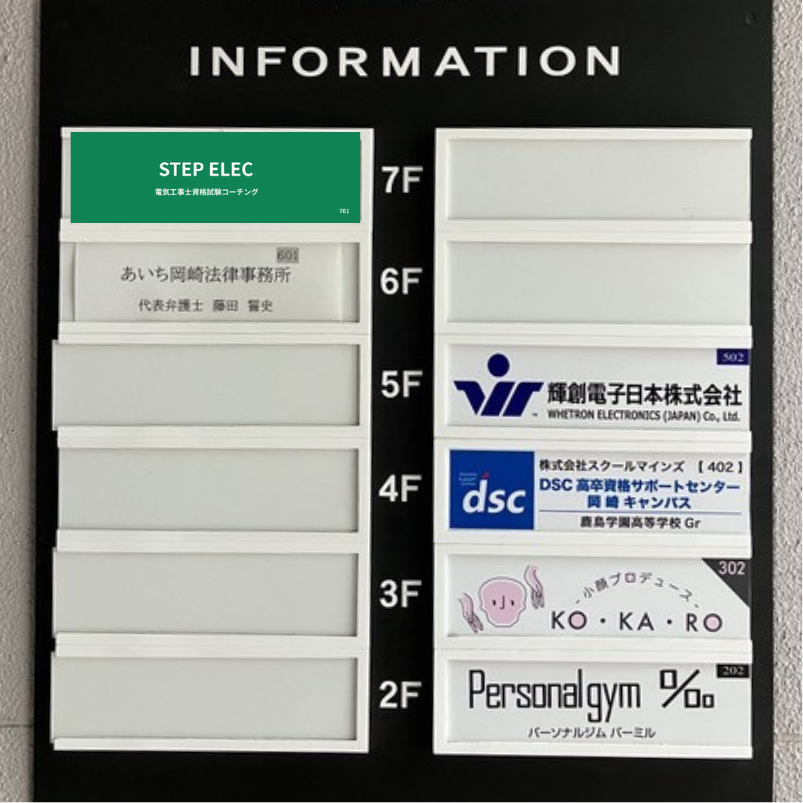 INFORMATION
STEP ELEC
電気工事士資格試験コーチング
701
7F
601
あいち岡崎法律事務所
代表弁護士 藤田 誓史
6F
5F
502
輝創電子日本株式会社
WHETRON ELECTRONICS (JAPAN) Co., Ltd.
4F
dsc
株式会社スクールマインズ 【402】
DSC 高卒資格サポートセンター
岡崎 キャンパス
鹿島学園高等学校 Gr
3F
302
-小顔プロデュース-
小
KO・KA・RO
2F
202
Personalgym ‰
パーソナルジム パーミル